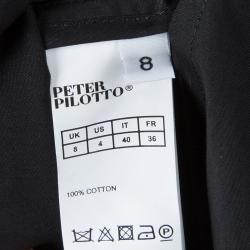 8
PETER
PILOTTO®
UK US IT FR
8 4 40 36
100% COTTON
P